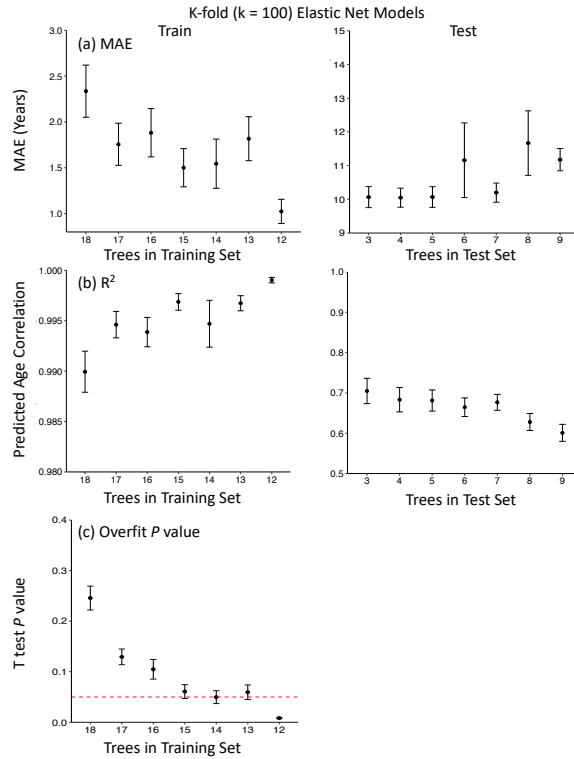 K-fold (k = 100) Elastic Net Models
Train
Test
(a) MAE
MAE (Years)
3.0
2.5
2.0
1.5
1.0
18 17 16 15 14 13 12
Trees in Training Set
15
14
13
12
11
10
9
3 4 5 6 7 8 9
Trees in Test Set
(b) R²
Predicted Age Correlation
1.000
0.995
0.990
0.985
0.980
18 17 16 15 14 13 12
Trees in Training Set
1.0
0.9
0.8
0.7
0.6
0.5
3 4 5 6 7 8 9
Trees in Test Set
(c) Overfit P value
T test P value
0.4
0.3
0.2
0.1
0.0
18 17 16 15 14 13 12
Trees in Training Set